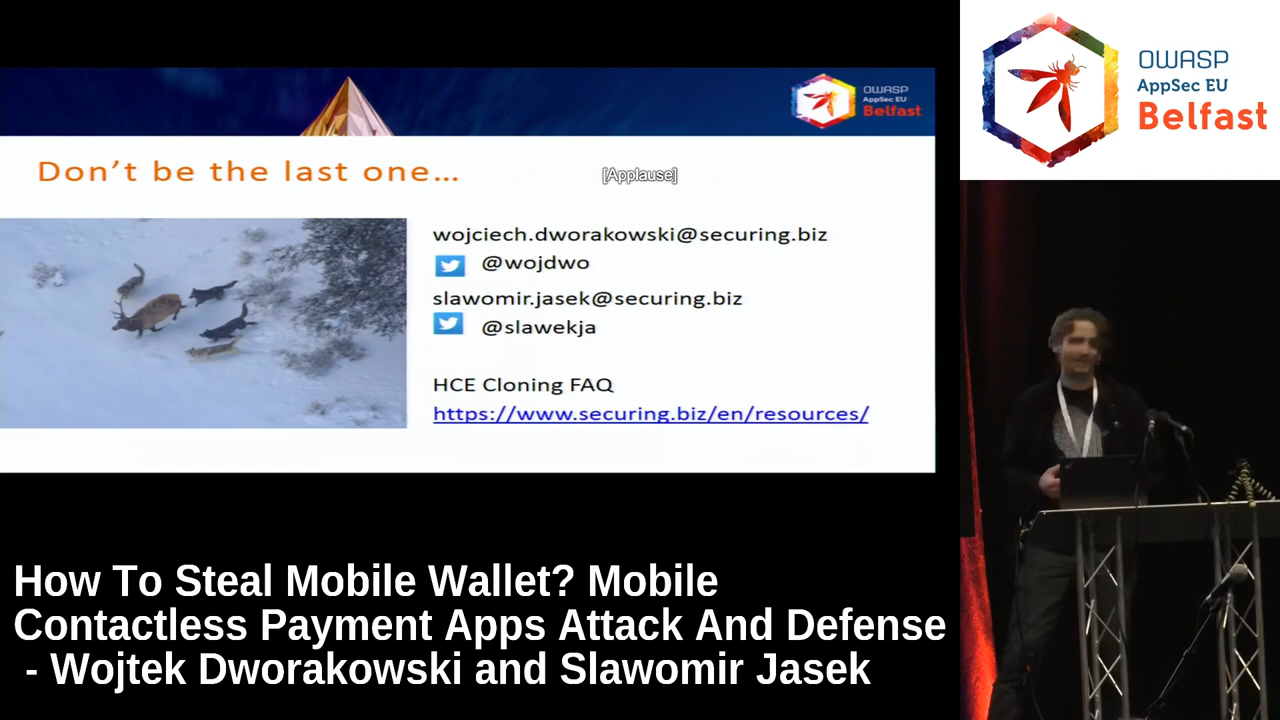 OWASP
AppSec EU
Belfast
Don't be the last one...
[Applause]
wojciech.dworakowski@securing.biz
@wojdwo
slawomir.jasek@securing.biz
@slawekja
HCE Cloning FAQ
https://www.securing.biz/en/resources/
OWASP
AppSec EU
Belfast
How To Steal Mobile Wallet? Mobile
Contactless Payment Apps Attack And Defense
- Wojtek Dworakowski and Slawomir Jasek